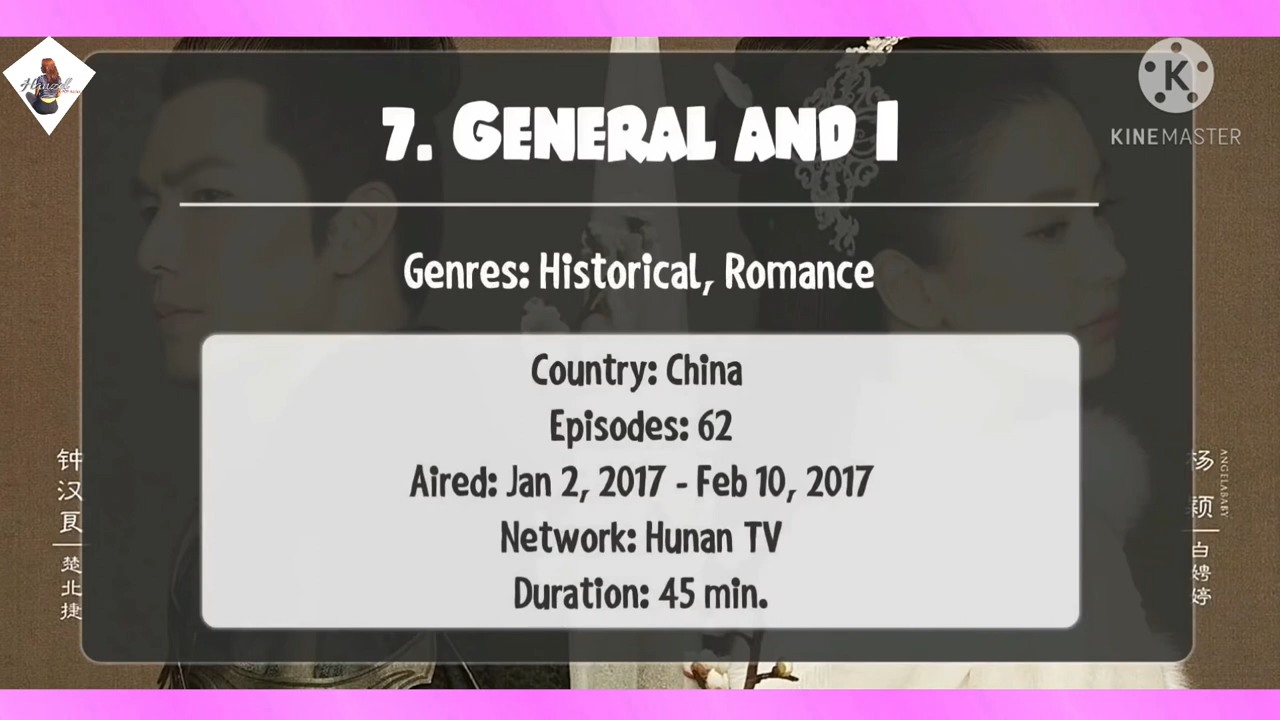 7. GENERAL AND I
KINEMASTER
Genres: Historical, Romance
Country: China
Episodes: 62
Aired: Jan 2, 2017 - Feb 10, 2017
Network: Hunan TV
Duration: 45 min.
钟汉良
楚北捷
杨颖
ANGELABABY
白娉婷